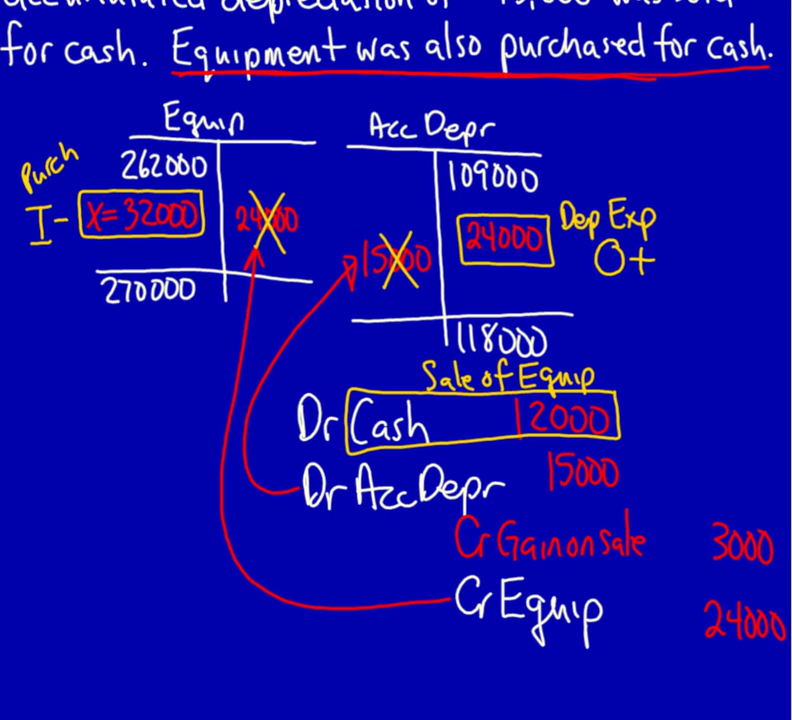 for cash. Equipment was also purchased for cash.
Equip Acc Depr
Purch 262000 109000
I- X= 32000 24000 15000 24000 Dep Exp
O+
270000
118000
Sale of Equip
Dr Cash 12000
Dr Acc Depr 15000
Cr Gain on sale 3000
Cr Equip 24000